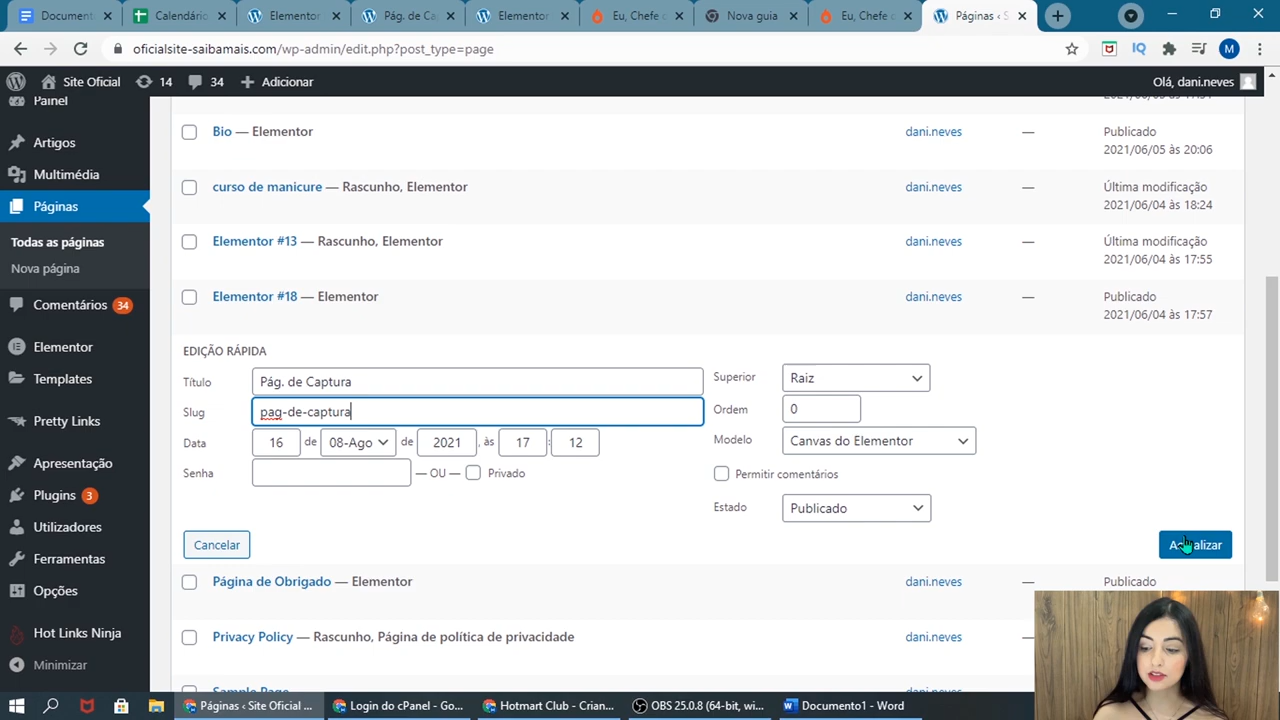 Document
Calendário
Elementor
Pág. de Ca
Elementor
Eu, Chefe
Nova guia
Eu, Chefe
Páginas ‹ S
oficialsite-saibamais.com/wp-admin/edit.php?post_type=page
IQ
M
Site Oficial
14
34
Adicionar
Olá, dani.neves
Painel
Artigos
Multimédia
Páginas
Todas as páginas
Nova página
Comentários 34
Elementor
Templates
Pretty Links
Apresentação
Plugins 3
Utilizadores
Ferramentas
Opções
Hot Links Ninja
Minimizar
Bio — Elementor
dani.neves
—
Publicado
2021/06/05 às 20:06
curso de manicure — Rascunho, Elementor
dani.neves
—
Última modificação
2021/06/04 às 18:24
Elementor #13 — Rascunho, Elementor
dani.neves
—
Última modificação
2021/06/04 às 17:55
Elementor #18 — Elementor
dani.neves
—
Publicado
2021/06/04 às 17:57
EDIÇÃO RÁPIDA
Título
Pág. de Captura
Slug
pag-de-captura
Data
16 de 08-Ago de 2021 , às 17 : 12
Senha
— OU — Privado
Superior
Raiz
Ordem
0
Modelo
Canvas do Elementor
Permitir comentários
Estado
Publicado
Cancelar
Atualizar
Página de Obrigado — Elementor
dani.neves
—
Publicado
Privacy Policy — Rascunho, Página de política de privacidade
dani.neves
—
Sample Page
Páginas ‹ Site Oficial ...
Login do cPanel - Go...
Hotmart Club - Crian...
OBS 25.0.8 (64-bit, wi...
Documento1 - Word